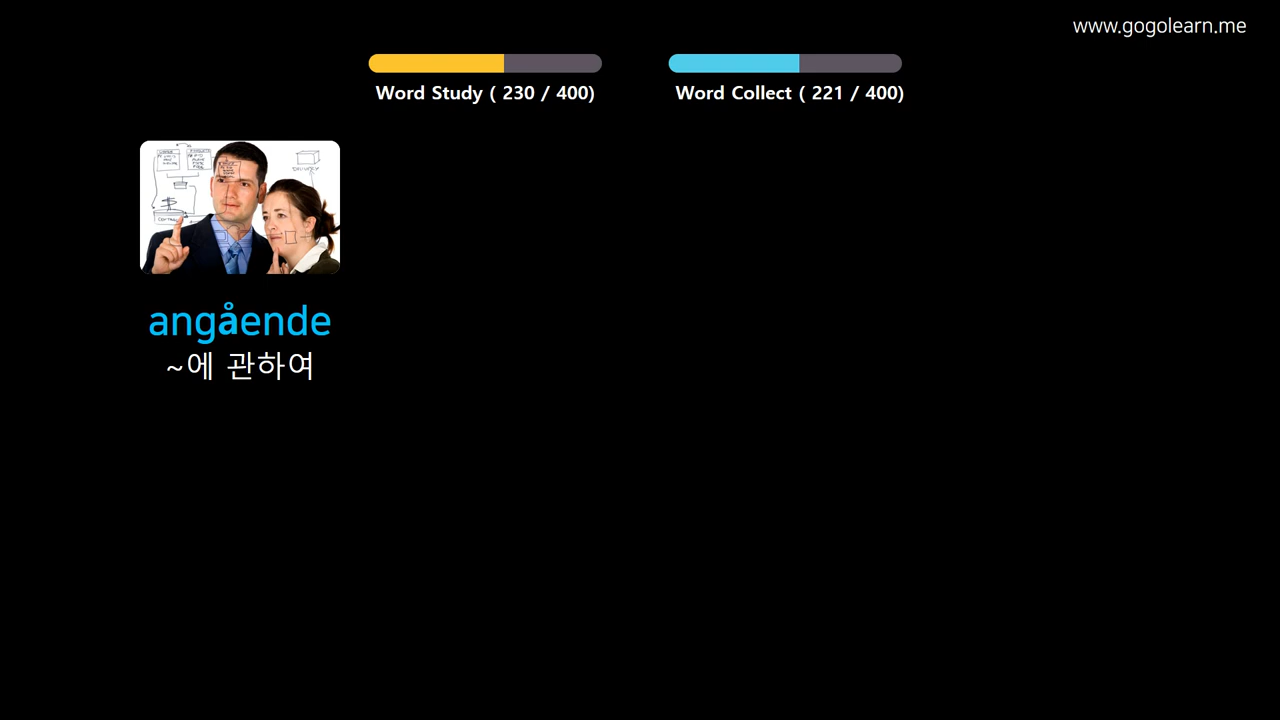 www.gogolearn.me
Word Study ( 230 / 400)
Word Collect ( 221 / 400)
angående
~에 관하여